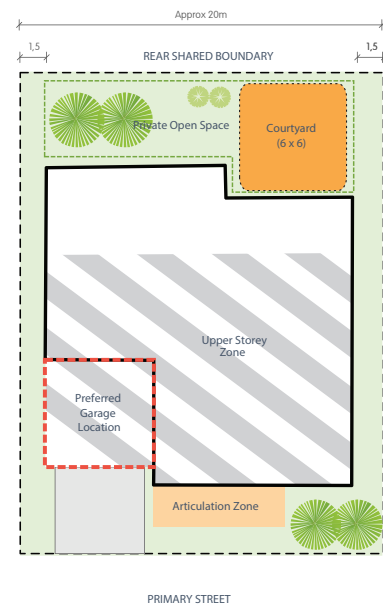 Approx 20m
1,5
1,5
REAR SHARED BOUNDARY
Private Open Space
Courtyard
(6 x 6)
Upper Storey
Zone
Preferred
Garage
Location
Articulation Zone
PRIMARY STREET